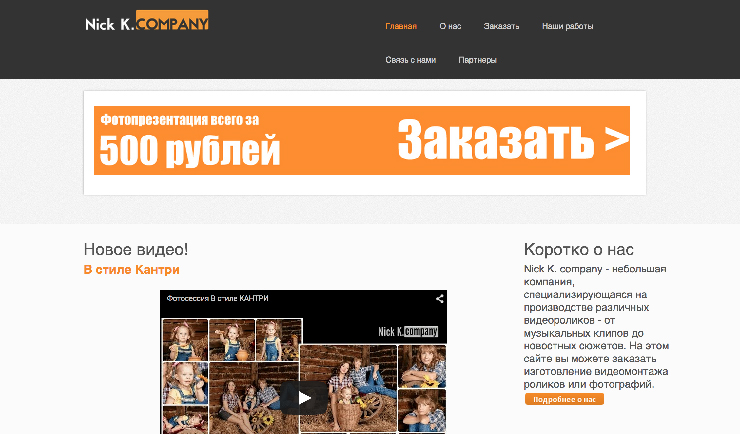 Nick K.COMPANY
Главная О нас Заказать Наши работы
Связь с нами Партнеры
Фотопрезентация всего за
500 рублей
Заказать >
Новое видео!
В стиле Кантри
Фотосессия В стиле КАНТРИ
Nick K.company
Коротко о нас
Nick K. company - небольшая
компания,
специализирующаяся на
производстве различных
видеороликов - от
музыкальных клипов до
новостных сюжетов. На этом
сайте вы можете заказать
изготовление видеомонтажа
роликов или фотографий.
Подробнее о нас